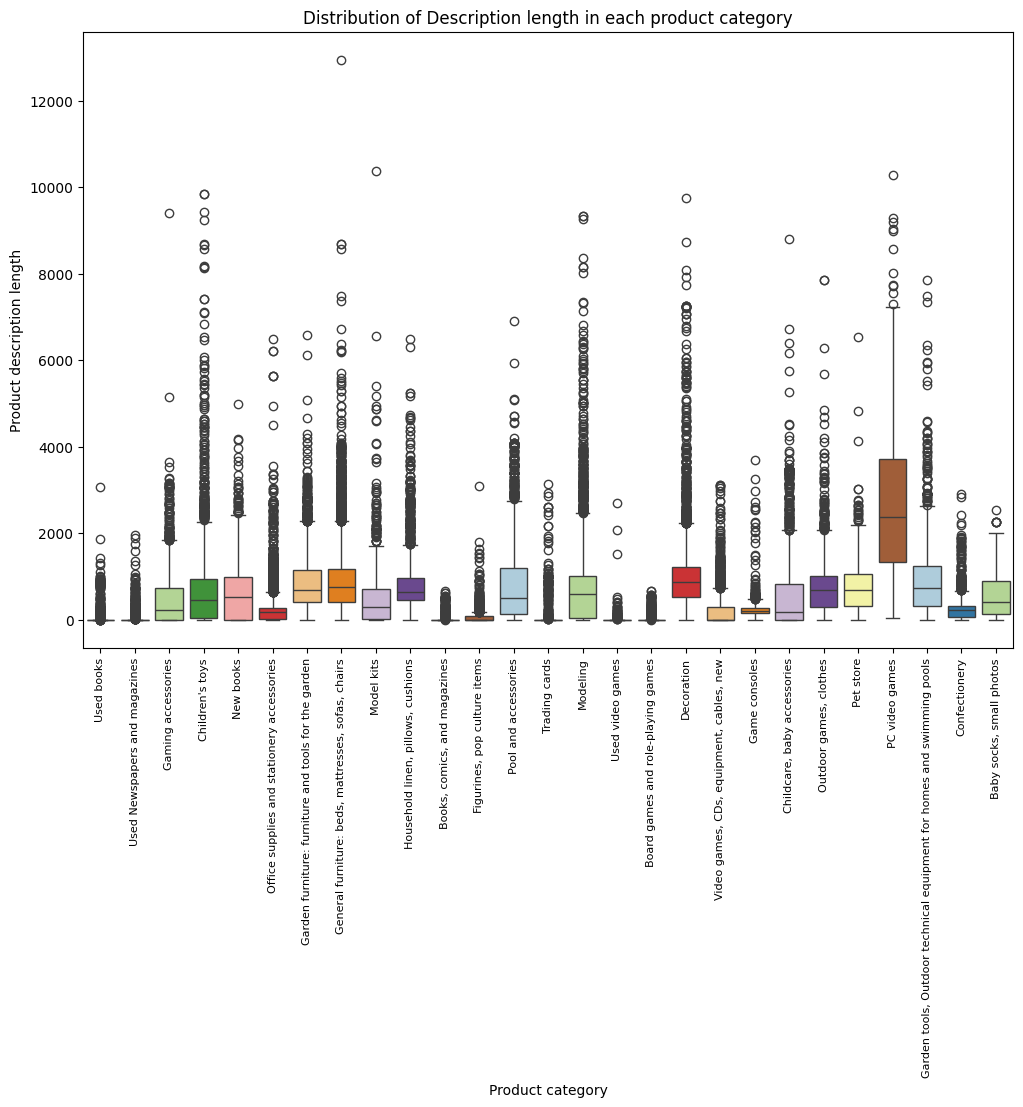 Distribution of Description length in each product category
Product description length
12000
10000
8000
6000
4000
2000
0
Used books
Used Newspapers and magazines
Gaming accessories
Children's toys
New books
Office supplies and stationery accessories
Garden furniture: furniture and tools for the garden
General furniture: beds, mattresses, sofas, chairs
Model kits
Household linen, pillows, cushions
Books, comics, and magazines
Figurines, pop culture items
Pool and accessories
Trading cards
Modeling
Used video games
Board games and role-playing games
Decoration
Video games, CDs, equipment, cables, new
Game consoles
Childcare, baby accessories
Outdoor games, clothes
Pet store
PC video games
Garden tools, Outdoor technical equipment for homes and swimming pools
Confectionery
Baby socks, small photos
Product category